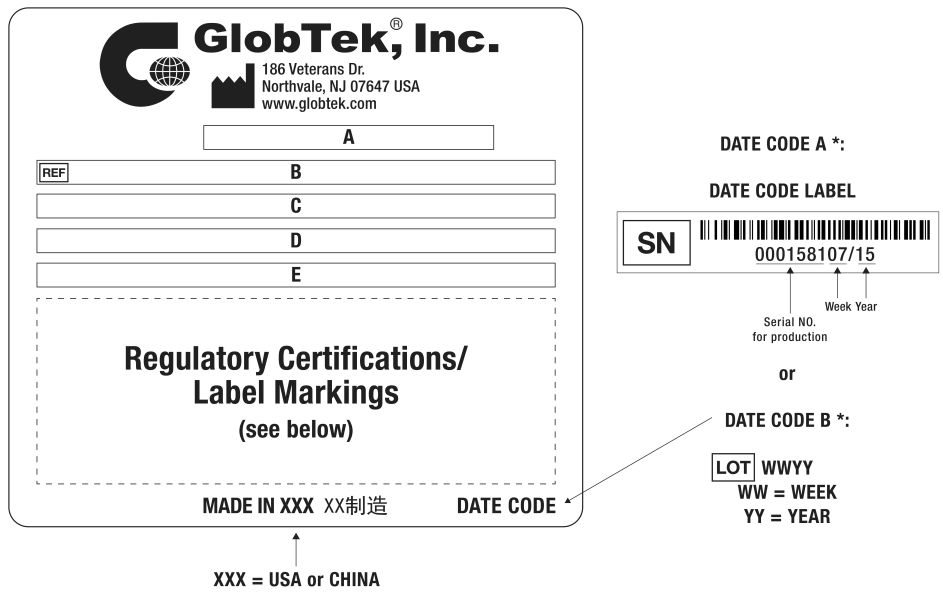 GlobTek, Inc.®
186 Veterans Dr.
Northvale, NJ 07647 USA
www.globtek.com
A
REF B
C
D
E
Regulatory Certifications/
Label Markings
(see below)
MADE IN XXX XX制造 DATE CODE
XXX = USA or CHINA
DATE CODE A *:
DATE CODE LABEL
SN
000158107/15
Week Year
Serial NO.
for production
or
DATE CODE B *:
LOT WWYY
WW = WEEK
YY = YEAR